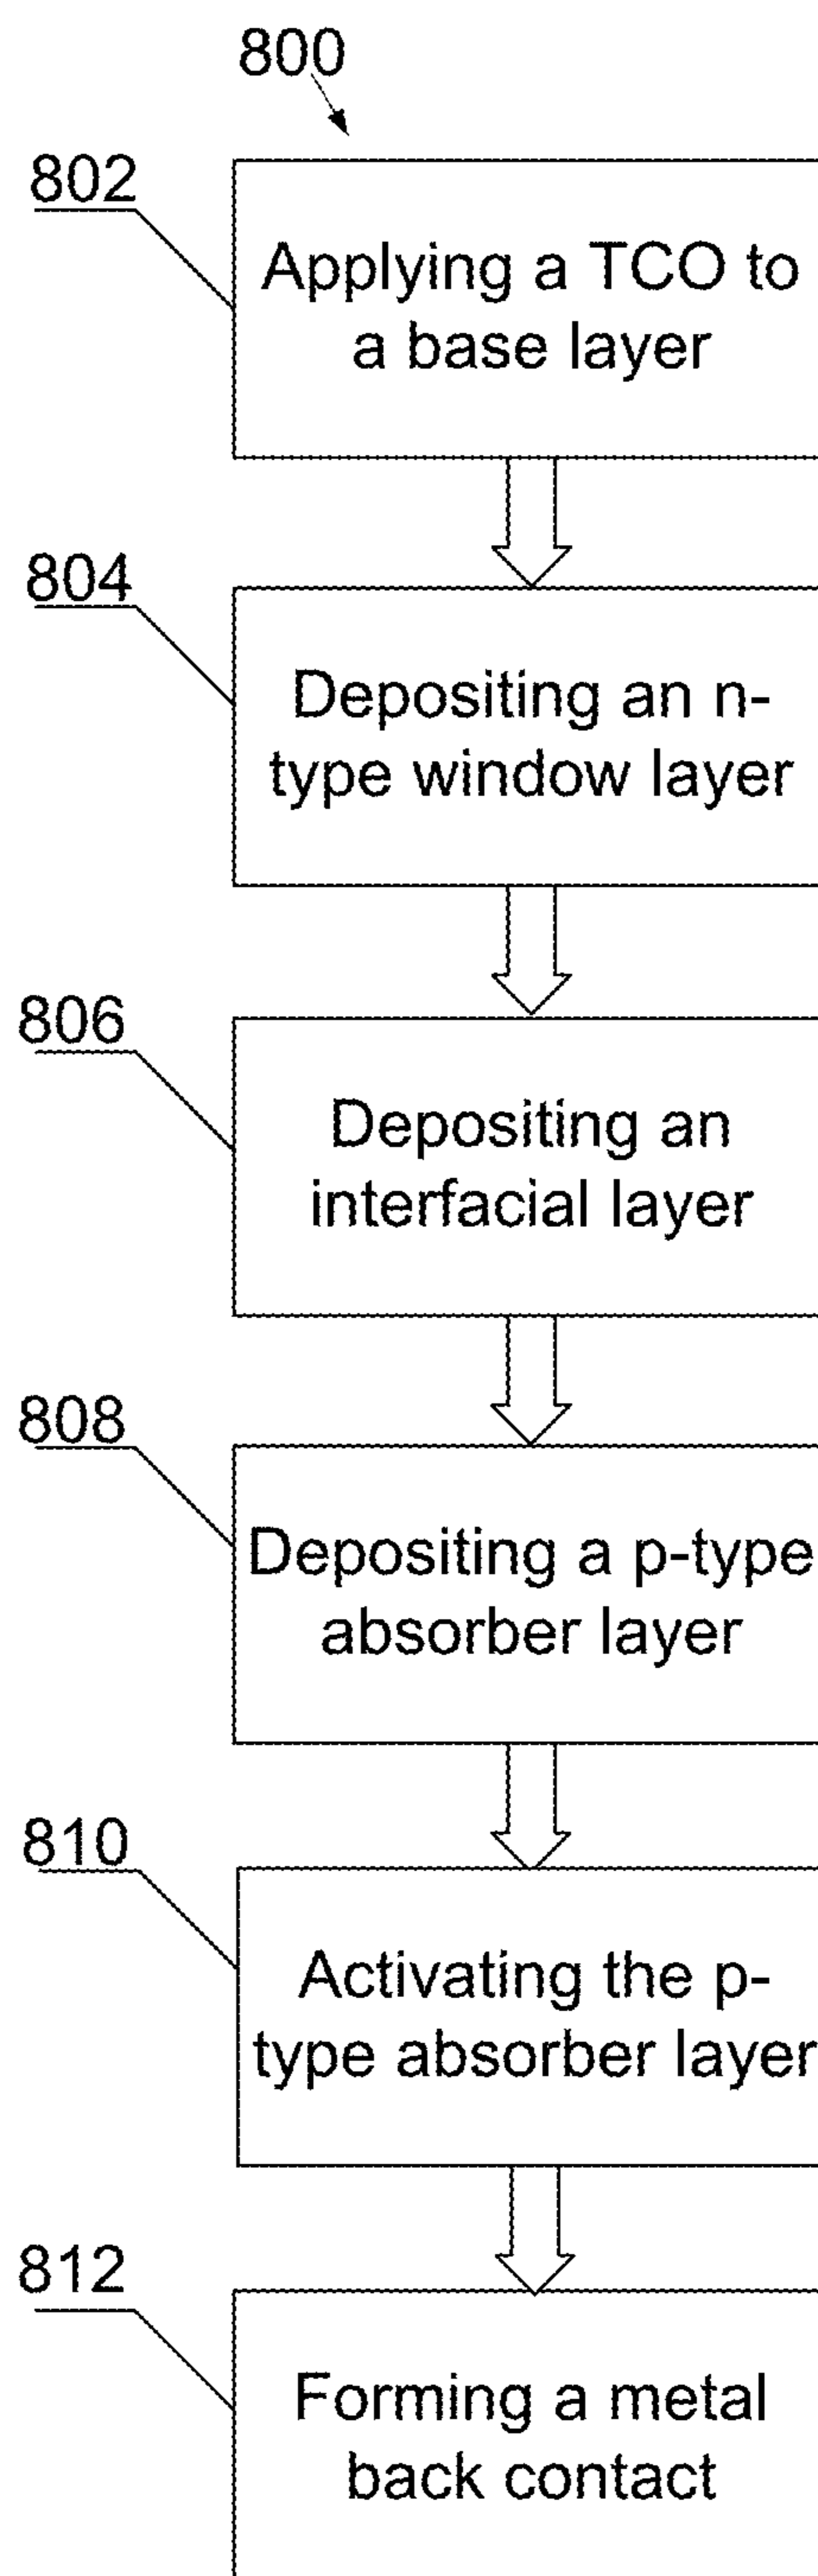 800
802
Applying a TCO to
a base layer
804
Depositing an n-
type window layer
806
Depositing an
interfacial layer
808
Depositing a p-type
absorber layer
810
Activating the p-
type absorber layer
812
Forming a metal
back contact